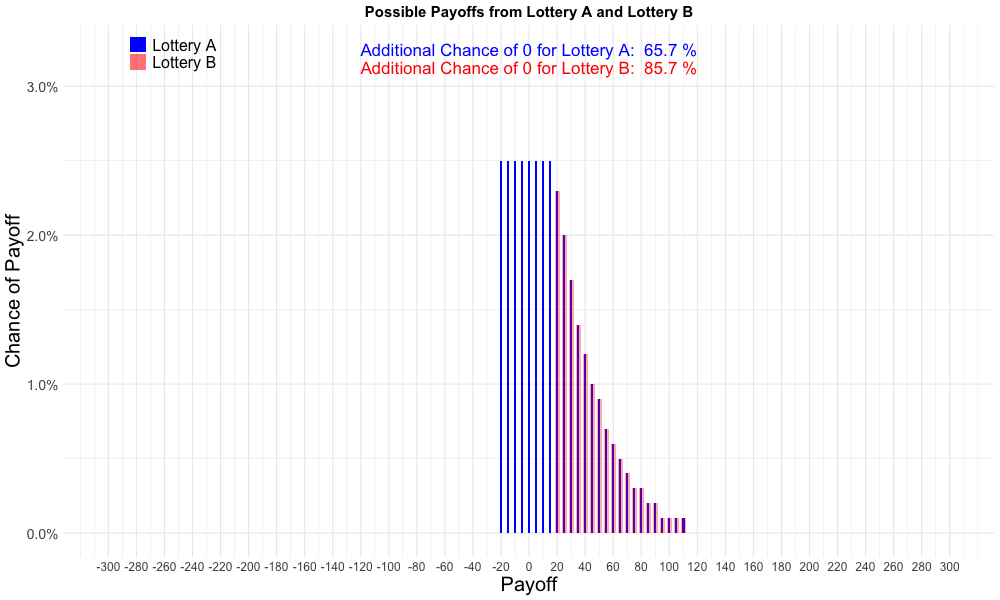 Possible Payoffs from Lottery A and Lottery B
Lottery A
Lottery B
Additional Chance of 0 for Lottery A: 65.7 %
Additional Chance of 0 for Lottery B: 85.7 %
Chance of Payoff
3.0%
2.0%
1.0%
0.0%
-300 -280 -260 -240 -220 -200 -180 -160 -140 -120 -100 -80 -60 -40 -20 0 20 40 60 80 100 120 140 160 180 200 220 240 260 280 300
Payoff